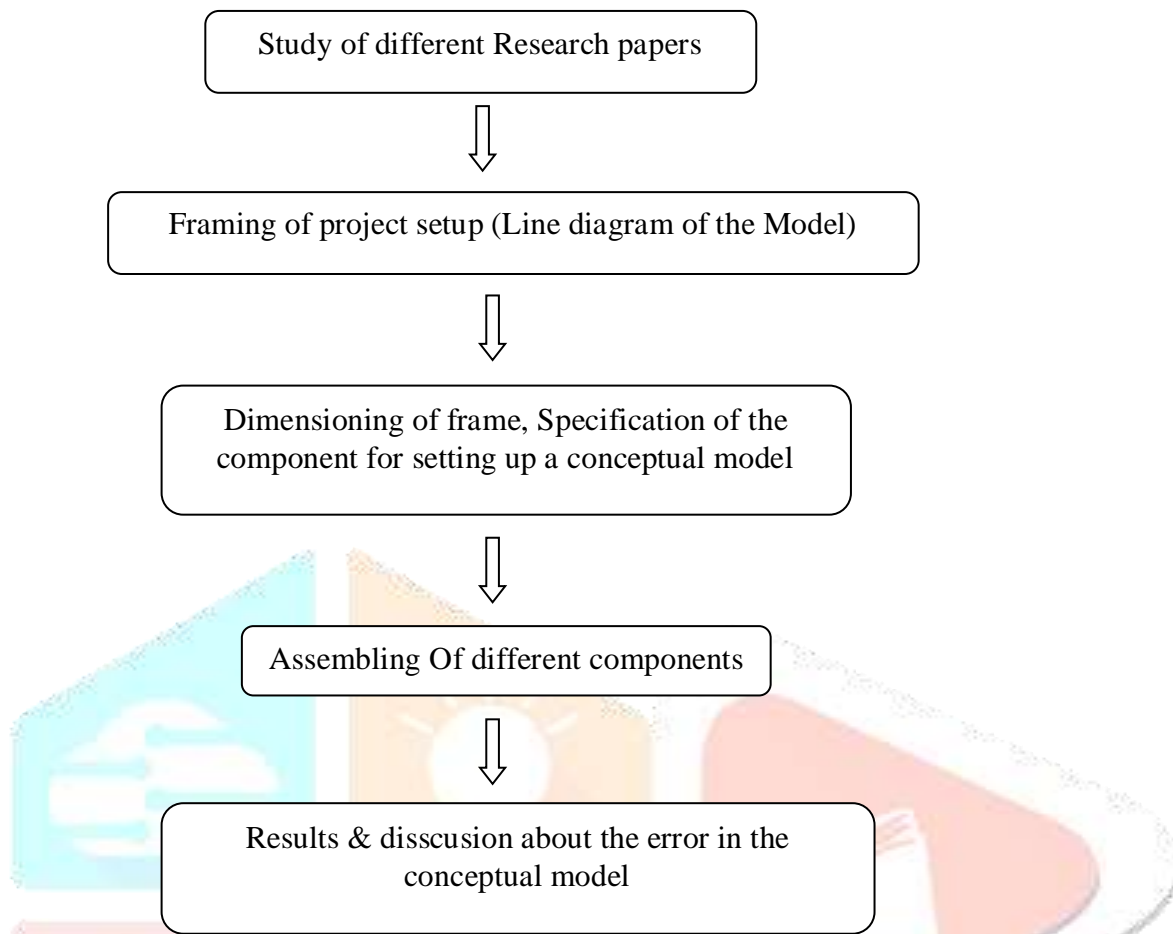 Study of different Research papers
Framing of project setup (Line diagram of the Model)
Dimensioning of frame, Specification of the
component for setting up a conceptual model
Assembling Of different components
Results & disscusion about the error in the
conceptual model